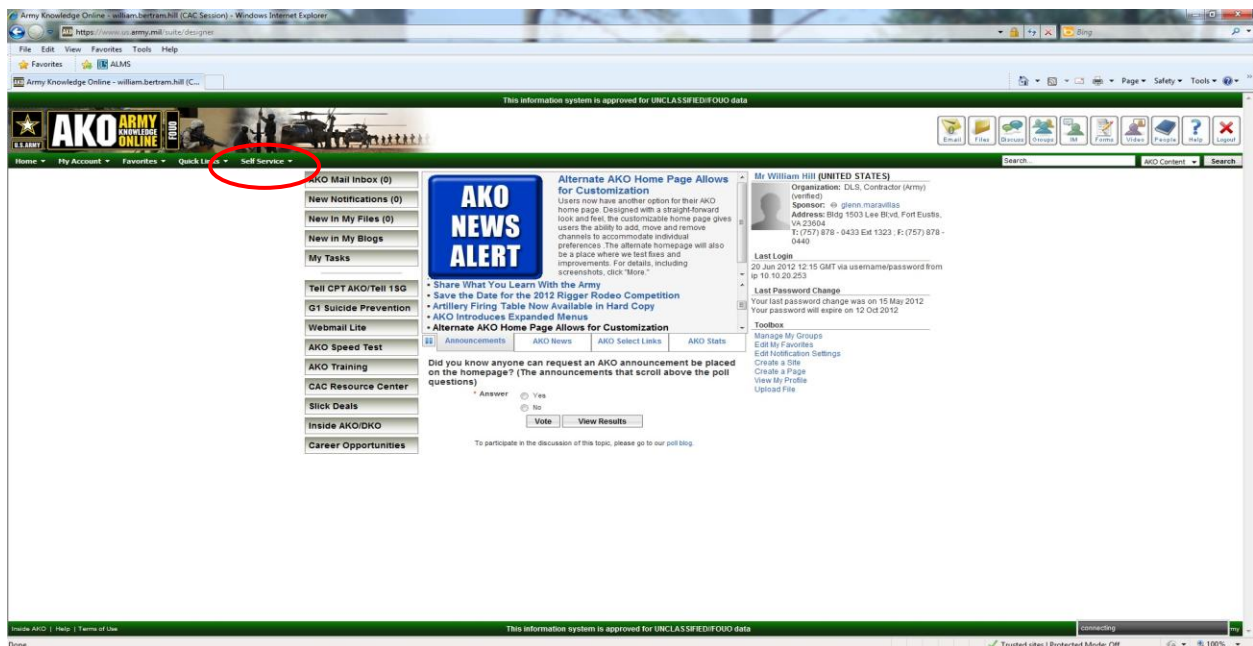 Army Knowledge Online - william.bertram.hill (CAC Session) - Windows Internet Explorer
https://www.us.army.mil/suite/designer
Bing
File Edit View Favorites Tools Help
Favorites ALMS
Army Knowledge Online - william.bertram.hill (C...
Page Safety Tools
This information system is approved for UNCLASSIFIED//FOUO data
U.S. ARMY AKO ARMY KNOWLEDGE ONLINE FOUO
Email Files Discuss Groups IM Forms Video People Help Logout
Home My Account Favorites Quick Links Self Service
Search... AKO Content Search
AKO Mail Inbox (0)
New Notifications (0)
New In My Files (0)
New in My Blogs
My Tasks
Tell CPT AKO/Tell 1SG
G1 Suicide Prevention
Webmail Lite
AKO Speed Test
AKO Training
CAC Resource Center
Slick Deals
Inside AKO/DKO
Career Opportunities
AKO
NEWS
ALERT
Alternate AKO Home Page Allows
for Customization
Users now have another option for their AKO
home page. Designed with a straight-forward
look and feel, the customizable home page gives
users the ability to add, move and remove
channels to accommodate individual
preferences .The alternate homepage will also
be a place where we test fixes and
improvements. For details, including
screenshots, click "More."
• Share What You Learn With the Army
• Save the Date for the 2012 Rigger Rodeo Competition
• Artillery Firing Table Now Available in Hard Copy
• AKO Introduces Expanded Menus
• Alternate AKO Home Page Allows for Customization
Announcements AKO News AKO Select Links AKO Stats
Did you know anyone can request an AKO announcement be placed
on the homepage? (The announcements that scroll above the poll
questions)
* Answer Yes
No
Vote View Results
To participate in the discussion of this topic, please go to our poll blog.
Mr William Hill (UNITED STATES)
Organization: DLS, Contractor (Army)
(verified)
Sponsor: glenn.maravillas
Address: Bldg 1503 Lee Bl;vd, Fort Eustis,
VA 23604
T: (757) 878 - 0433 Ext 1323 ; F: (757) 878 -
0440
Last Login
20 Jun 2012 12:15 GMT via username/password from
ip 10.10.20.253
Last Password Change
Your last password change was on 15 May 2012
Your password will expire on 12 Oct 2012
Toolbox
Manage My Groups
Edit My Favorites
Edit Notification Settings
Create a Site
Create a Page
View My Profile
Upload File
Inside AKO | Help | Terms of Use
This information system is approved for UNCLASSIFIED//FOUO data
connecting
my
Done
Trusted sites | Protected Mode: Off
100%